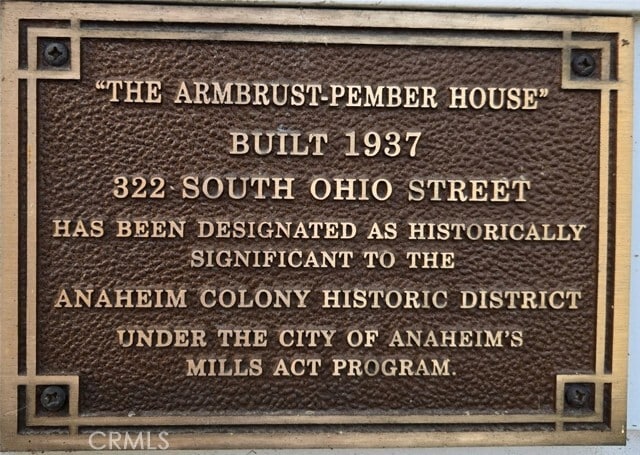 "THE ARMBRUST-PEMBER HOUSE"
BUILT 1937
322 SOUTH OHIO STREET
HAS BEEN DESIGNATED AS HISTORICALLY
SIGNIFICANT TO THE
ANAHEIM COLONY HISTORIC DISTRICT
UNDER THE CITY OF ANAHEIM'S
MILLS ACT PROGRAM.
CRMLS